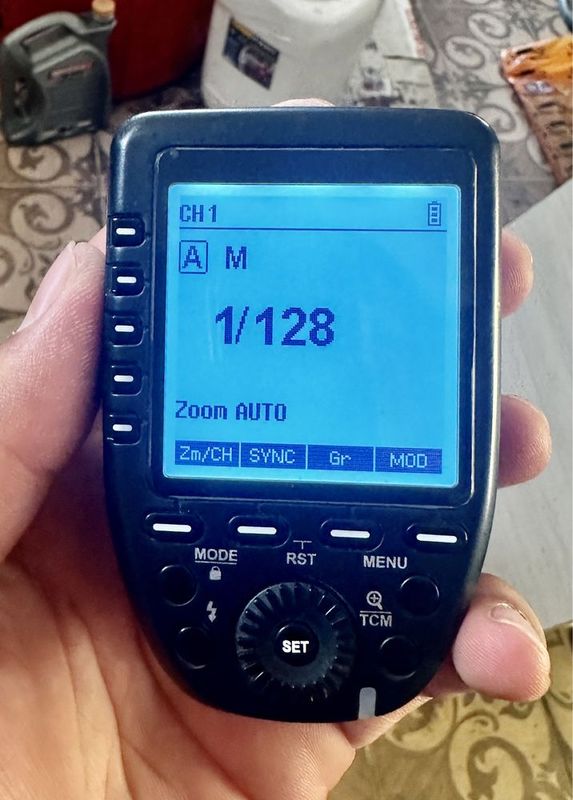 CH1
A M
1/128
Zoom AUTO
Zm/CH SYNC Gr MOD
MODE RST MENU
TCM
SET